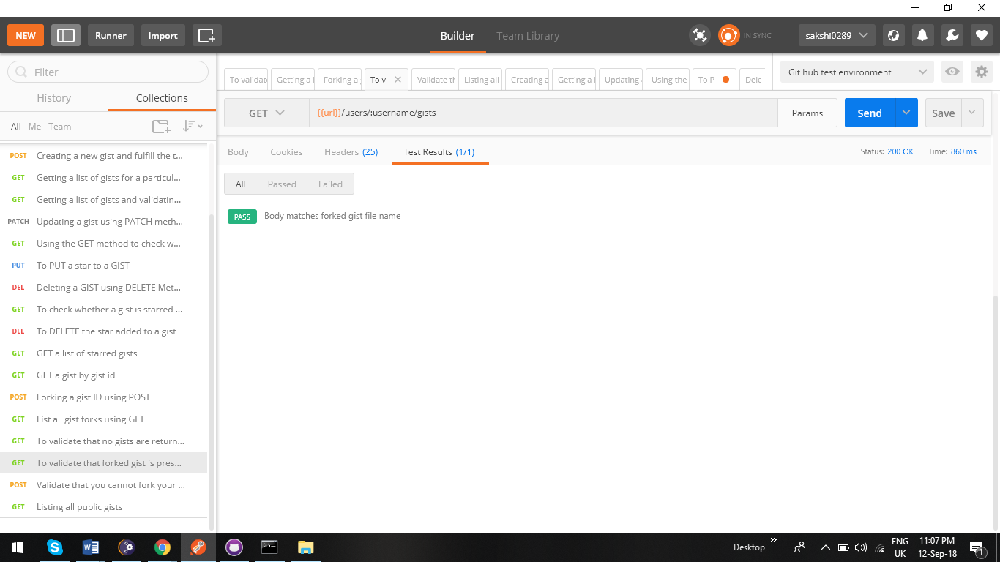 NEW Runner Import Builder Team Library IN SYNC sakshi0289
Filter
History Collections
All Me Team
POST Creating a new gist and fulfill the t...
GET Getting a list of gists for a particul...
GET Getting a list of gists and validatin...
PATCH Updating a gist using PATCH meth...
GET Using the GET method to check w...
PUT To PUT a star to a GIST
DEL Deleting a GIST using DELETE Met...
GET To check whether a gist is starred ...
DEL To DELETE the star added to a gist
GET GET a list of starred gists
GET GET a gist by gist id
POST Forking a gist ID using POST
GET List all gist forks using GET
GET To validate that no gists are return...
GET To validate that forked gist is pres...
POST Validate that you cannot fork your ...
GET Listing all public gists
To validat Getting a l Forking a To v Validate th Listing all Creating a Getting a l Updating Using the To P Dele
Git hub test environment
GET {{url}}/users/:username/gists Params Send Save
Body Cookies Headers (25) Test Results (1/1) Status: 200 OK Time: 860 ms
All Passed Failed
PASS Body matches forked gist file name
Desktop ENG 11:07 PM
UK 12-Sep-18 1